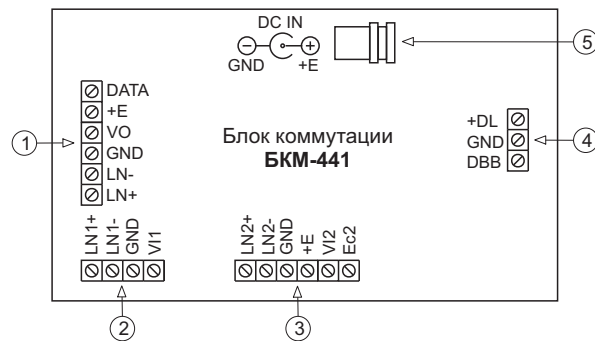 DC IN
GND +E
5
DATA
+E
VO
GND
LN-
LN+
1
Блок коммутации
БКМ-441
+DL
GND
DBB
4
LN1+
LN1-
GND
VI1
2
LN2+
LN2-
GND
+E
VI2
Ec2
3